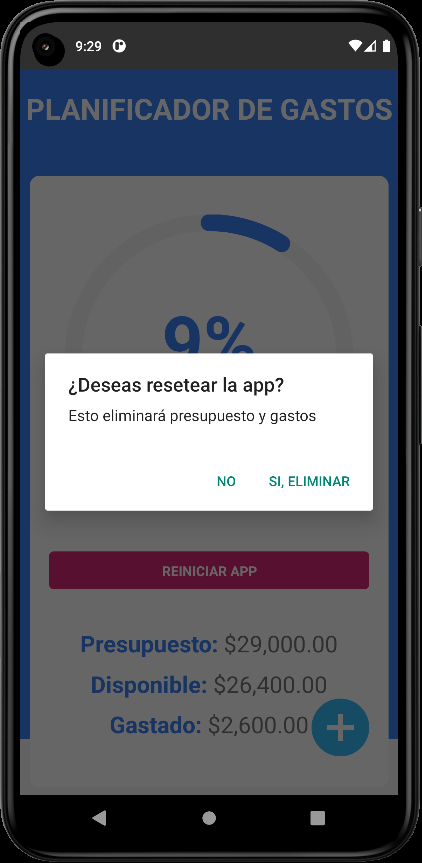 9:29
PLANIFICADOR DE GASTOS
9%
¿Deseas resetear la app?
Esto eliminará presupuesto y gastos
NO
SI, ELIMINAR
REINICIAR APP
Presupuesto: $29,000.00
Disponible: $26,400.00
Gastado: $2,600.00